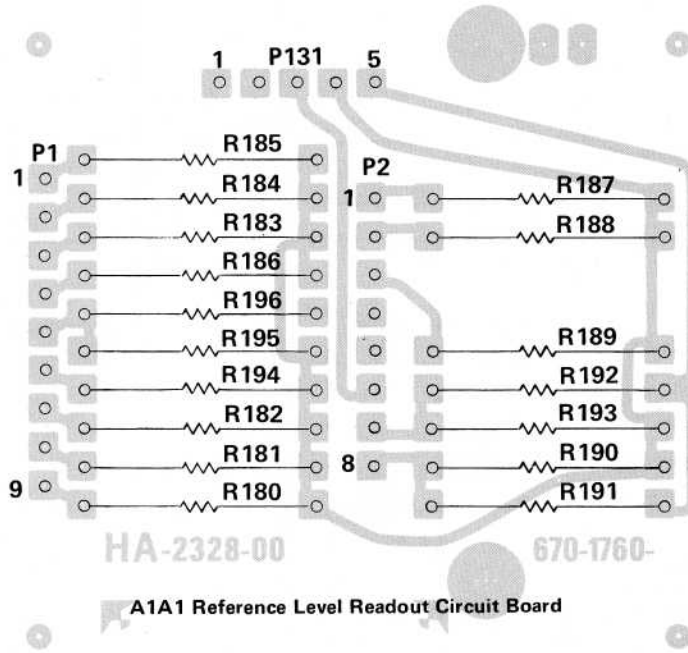 1 P131 5
R185
P1 P2
1 R184 1 R187
R183 R188
R186
R196
R195 R189
R194 R192
R182 R193
R181 8 R190
9 R180 R191
HA-2328-00 670-1760-
A1A1 Reference Level Readout Circuit Board